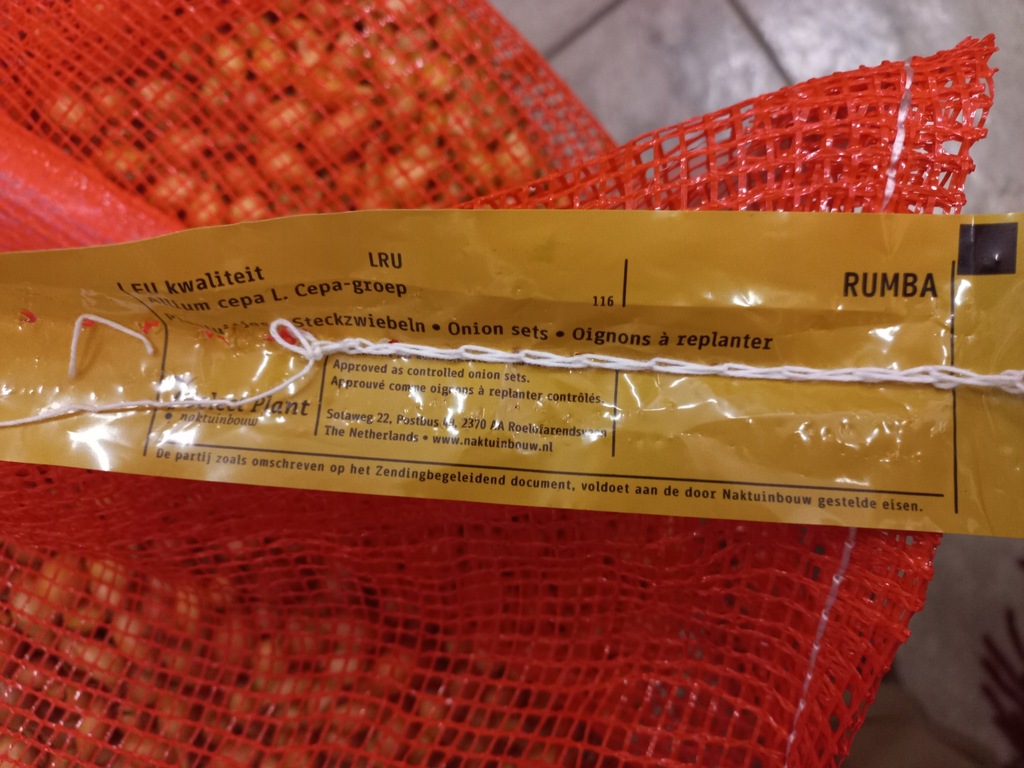 LRU
EU kwaliteit
RUMBA
Allium cepa L. Cepa-groep
116
Steckzwiebeln • Onion sets • Oignons à replanter
Approved as controlled onion sets.
Approuvé comme oignons à replanter contrôlés.
Select Plant
• naktuinbouw
Sotaweg 22, Postbus 40, 2370 AA Roelofarendsveen
The Netherlands • www.naktuinbouw.nl
De partij zoals omschreven op het Zendingbegeleidend document, voldoet aan de door Naktuinbouw gestelde eisen.